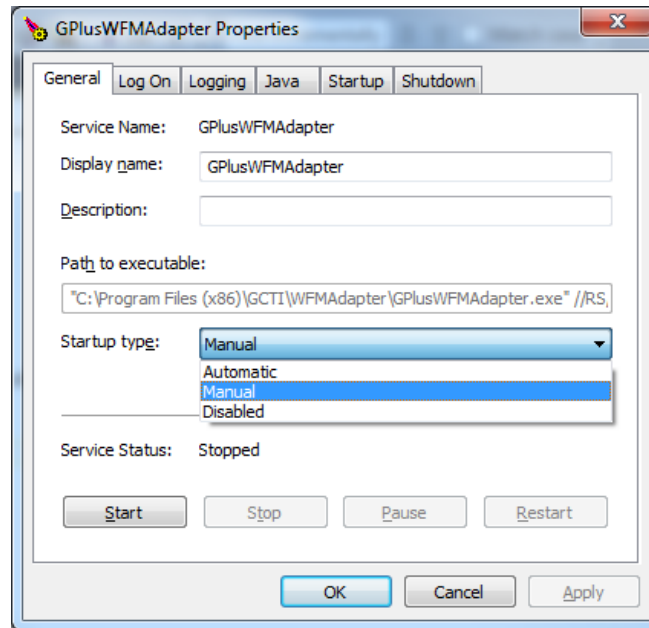 GPlusWFMAdapter Properties
General Log On Logging Java Startup Shutdown
Service Name: GPlusWFMAdapter
Display name: GPlusWFMAdapter
Description:
Path to executable:
"C:\Program Files (x86)\GCTI\WFMAdapter\GPlusWFMAdapter.exe" //RS,
Startup type: Manual
Automatic
Manual
Disabled
Service Status: Stopped
Start Stop Pause Restart
OK Cancel Apply